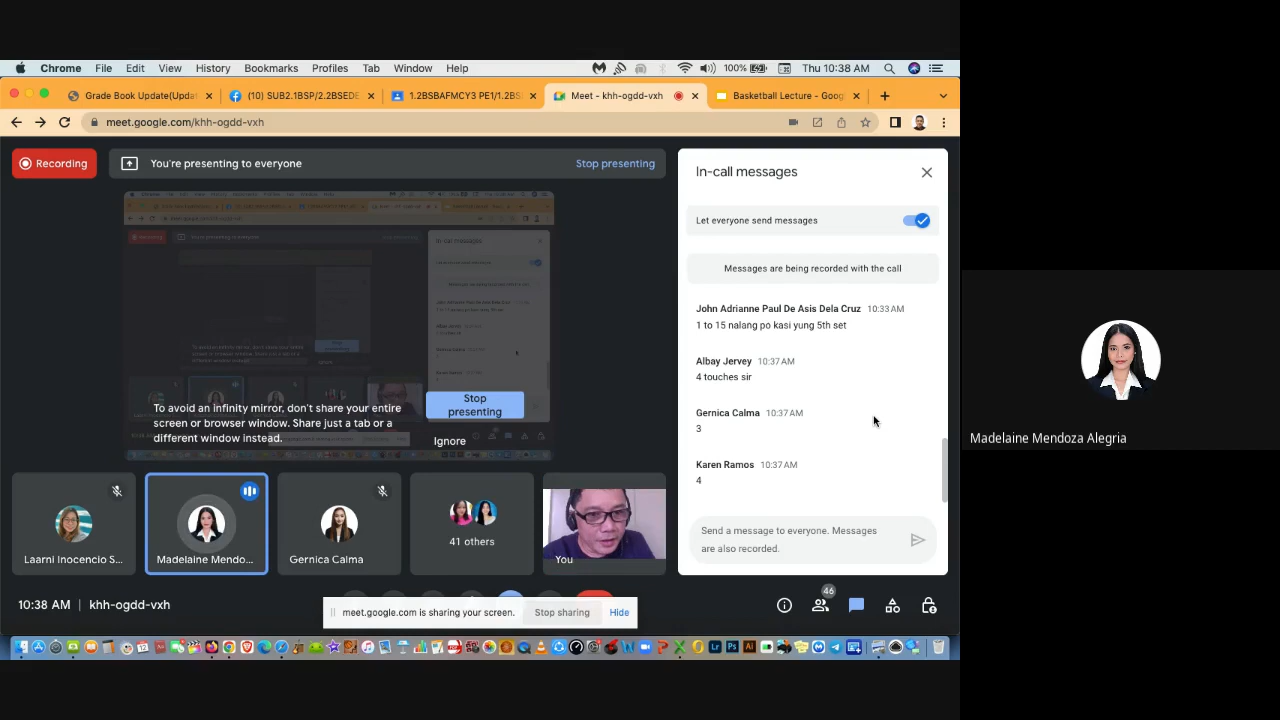 Chrome File Edit View History Bookmarks Profiles Tab Window Help 100% Thu 10:38 AM
Grade Book Update(Updat (10) SUB2.1BSP/2.2BSEDE 1.2BSBAFMCY3 PE1/1.2BS Meet - khh-ogdd-vxh Basketball Lecture - Goog
meet.google.com/khh-ogdd-vxh
Recording You're presenting to everyone Stop presenting
In-call messages
Let everyone send messages
Messages are being recorded with the call
John Adrianne Paul De Asis Dela Cruz 10:33 AM
1 to 15 nalang po kasi yung 5th set
Albay Jervey 10:37 AM
4 touches sir
Gernica Calma 10:37 AM
3
Karen Ramos 10:37 AM
4
Send a message to everyone. Messages
are also recorded.
To avoid an infinity mirror, don't share your entire
screen or browser window. Share just a tab or a
different window instead.
Stop
presenting
Ignore
Laarni Inocencio S...
Madelaine Mendo...
Gernica Calma
41 others
You
10:38 AM | khh-ogdd-vxh
meet.google.com is sharing your screen. Stop sharing Hide
46
Madelaine Mendoza Alegria